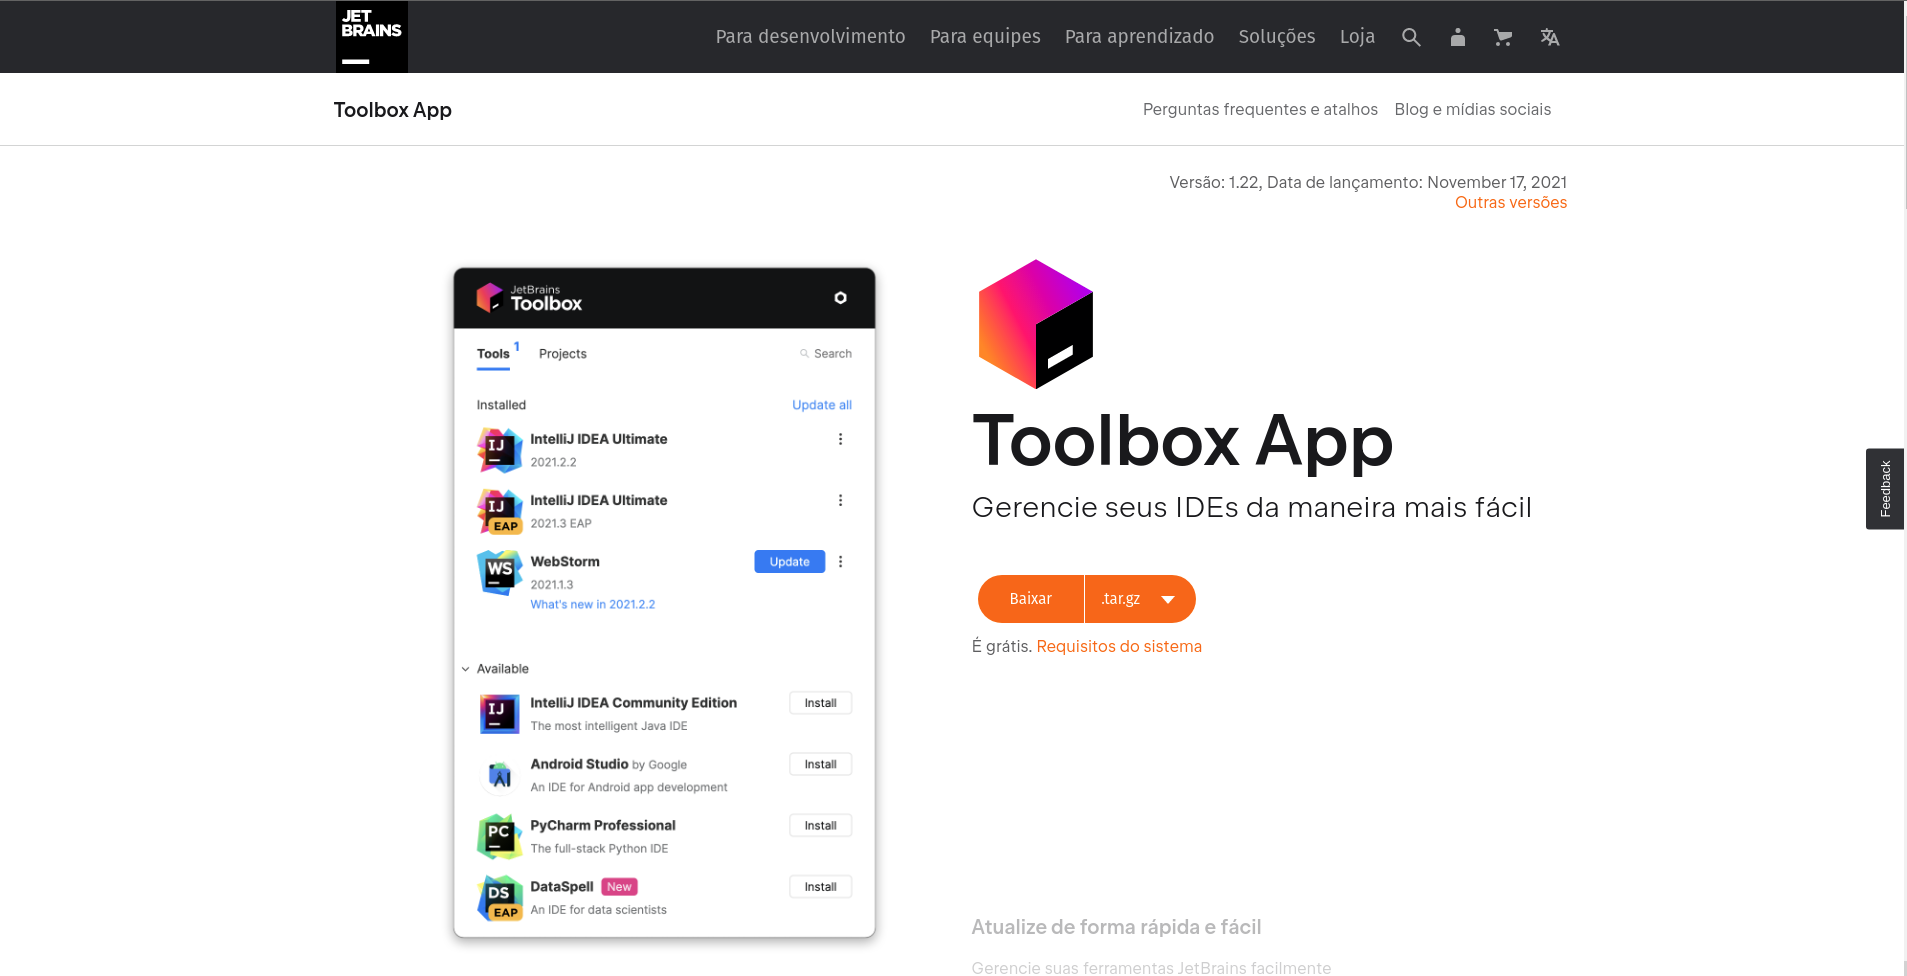 JET
BRAINS
Para desenvolvimento Para equipes Para aprendizado Soluções Loja
Toolbox App
Perguntas frequentes e atalhos Blog e mídias sociais
Versão: 1.22, Data de lançamento: November 17, 2021
Outras versões
JetBrains
Toolbox
Tools 1 Projects Search
Installed Update all
IJ IntelliJ IDEA Ultimate
2021.2.2
IJ IntelliJ IDEA Ultimate
EAP 2021.3 EAP
WS WebStorm Update
2021.1.3
What's new in 2021.2.2
Available
IJ IntelliJ IDEA Community Edition Install
The most intelligent Java IDE
Android Studio by Google Install
An IDE for Android app development
PC PyCharm Professional Install
The full-stack Python IDE
DS DataSpell New Install
EAP An IDE for data scientists
Toolbox App
Gerencie seus IDEs da maneira mais fácil
Baixar .tar.gz
É grátis. Requisitos do sistema
Atualize de forma rápida e fácil
Gerencie suas ferramentas JetBrains facilmente
Feedback